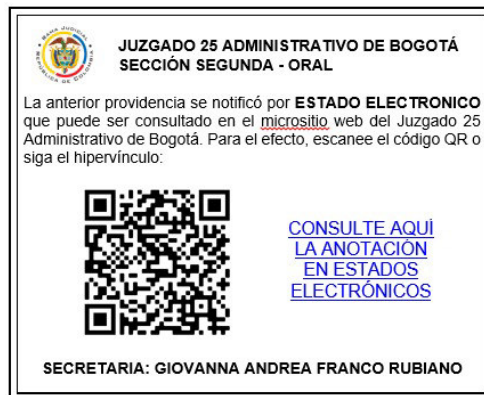 JUZGADO 25 ADMINISTRATIVO DE BOGOTÁ
SECCIÓN SEGUNDA - ORAL
La anterior providencia se notificó por ESTADO ELECTRONICO
que puede ser consultado en el micrositio web del Juzgado 25
Administrativo de Bogotá. Para el efecto, escanee el código QR o
siga el hipervínculo:
CONSULTE AQUÍ
LA ANOTACIÓN
EN ESTADOS
ELECTRÓNICOS
SECRETARIA: GIOVANNA ANDREA FRANCO RUBIANO